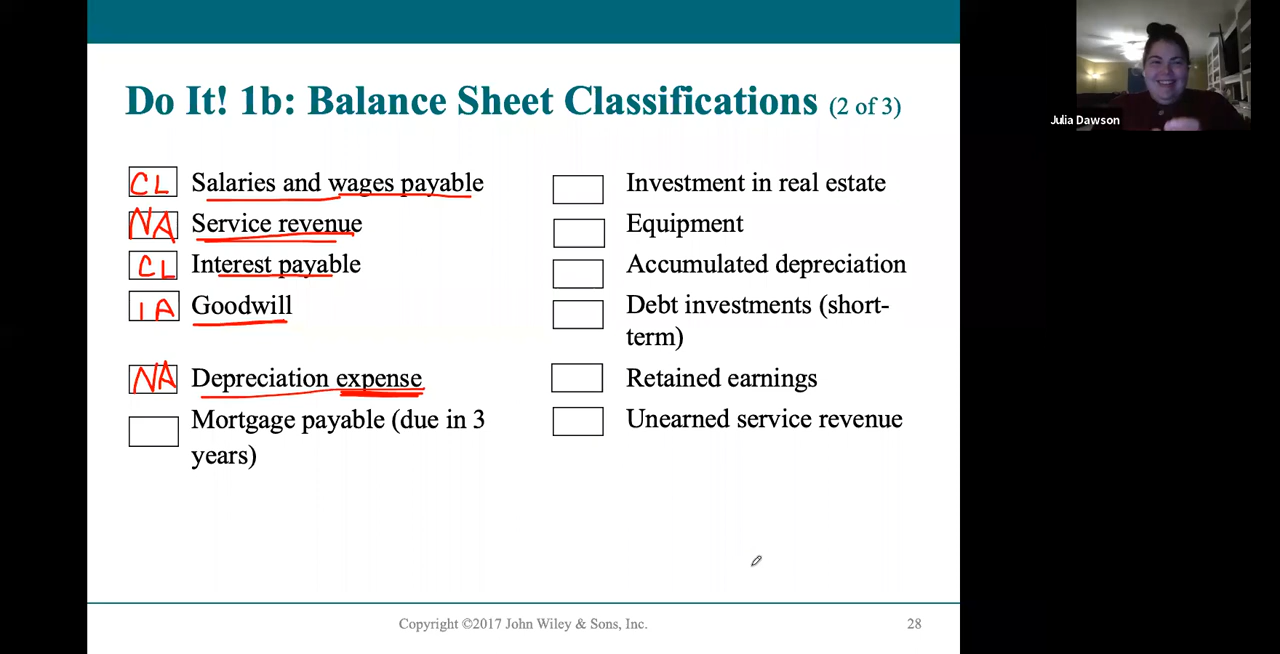 Do It! 1b: Balance Sheet Classifications (2 of 3)
Julia Dawson
CL Salaries and wages payable
NA Service revenue
CL Interest payable
IA Goodwill
NA Depreciation expense
Mortgage payable (due in 3
years)
Investment in real estate
Equipment
Accumulated depreciation
Debt investments (short-
term)
Retained earnings
Unearned service revenue
Copyright ©2017 John Wiley & Sons, Inc.
28